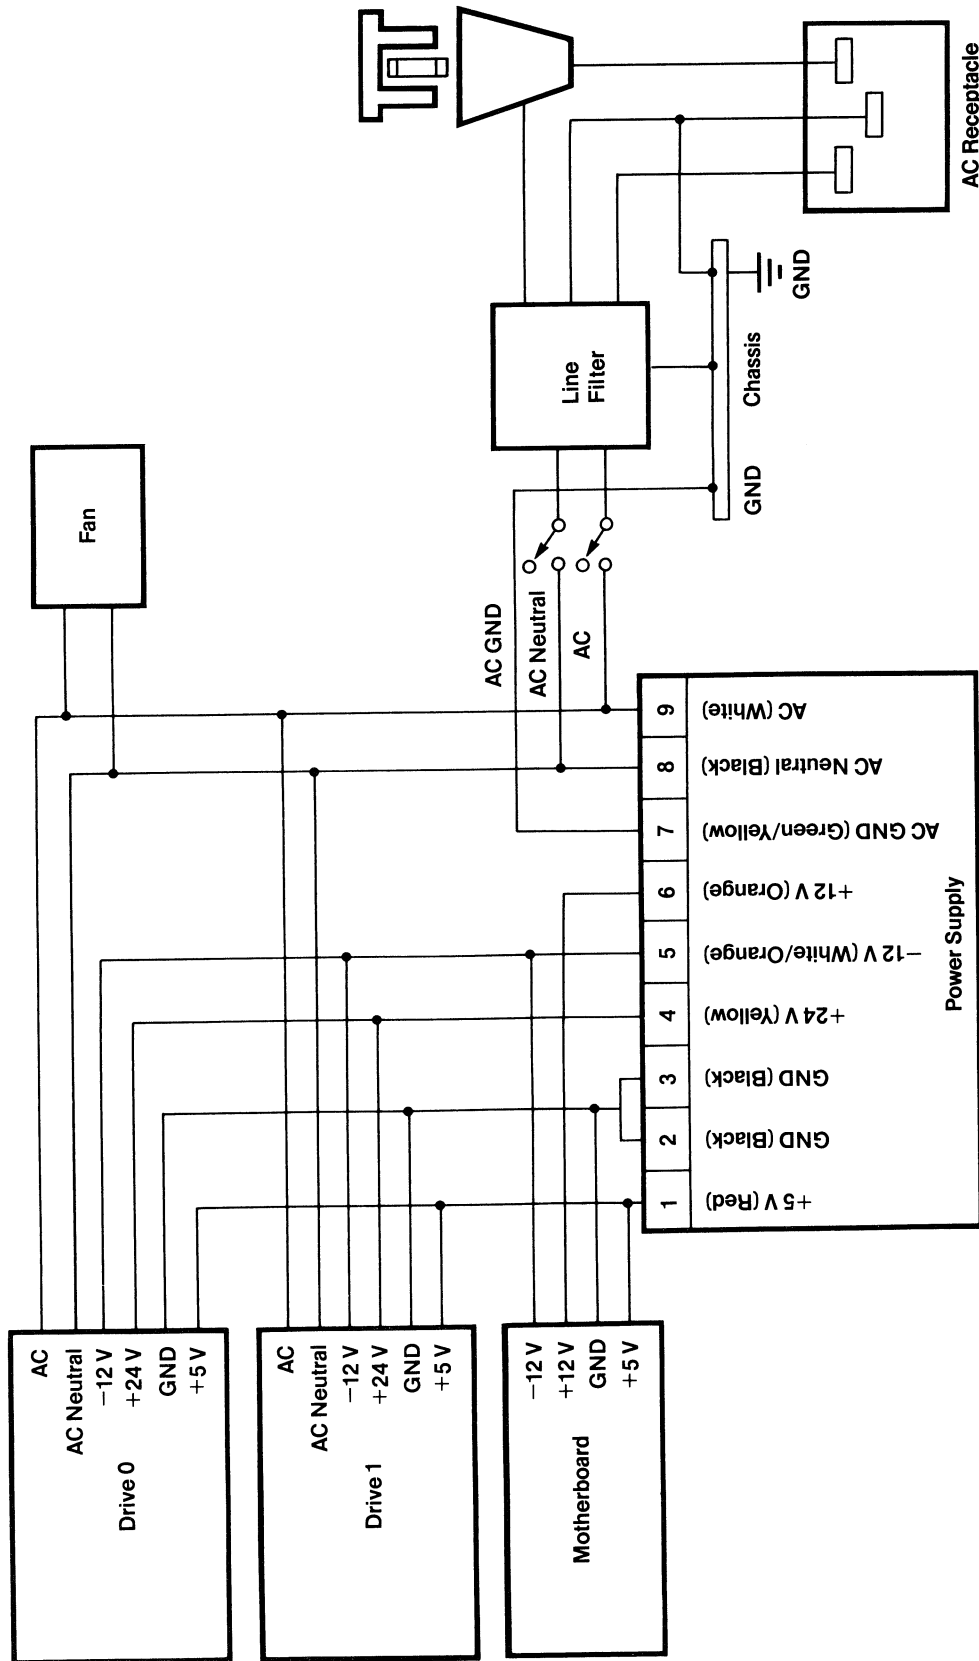 AC
AC Neutral
−12 V
+24 V
GND
+5 V
Drive 0
AC
AC Neutral
−12 V
+24 V
GND
+5 V
Drive 1
−12 V
+12 V
GND
+5 V
Motherboard
Fan
AC GND
AC Neutral
AC
Line
Filter
GND
Chassis
GND
AC Receptacle
1
2
3
4
5
6
7
8
9
+5 V (Red)
GND (Black)
GND (Black)
+24 V (Yellow)
−12 V (White/Orange)
+12 V (Orange)
AC GND (Green/Yellow)
AC Neutral (Black)
AC (White)
Power Supply